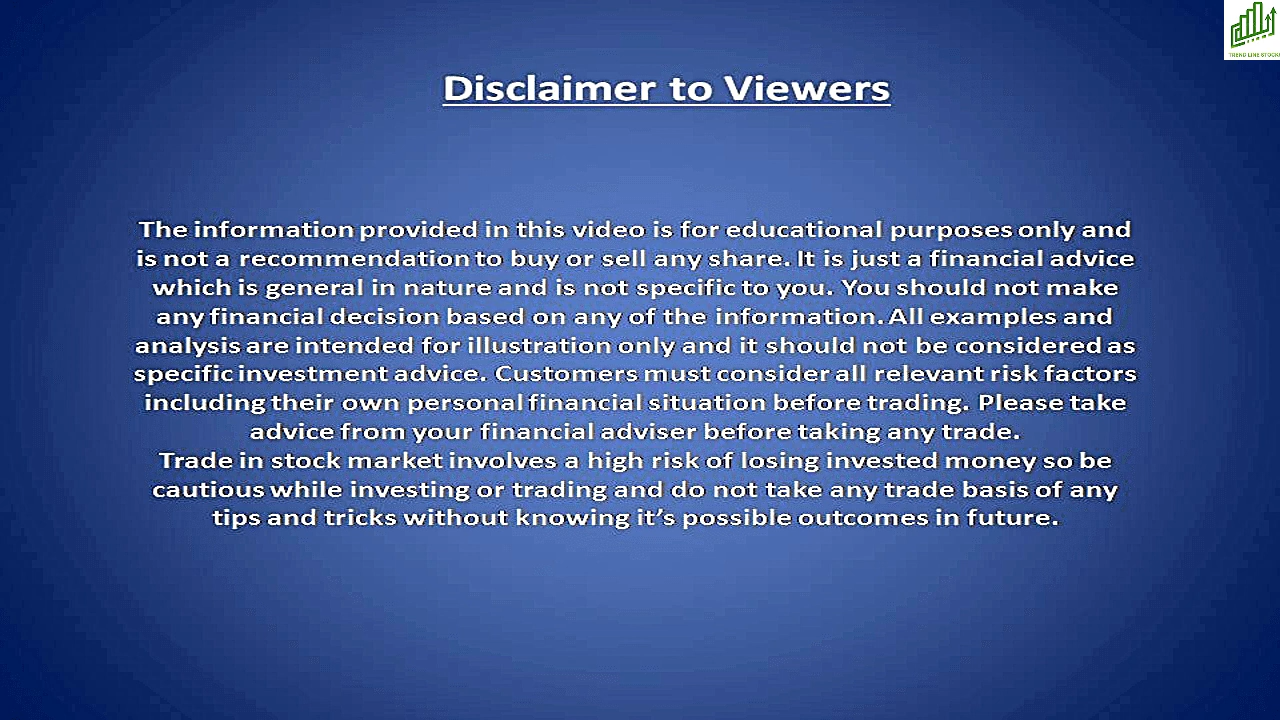 TREND LINE STOCKS
Disclaimer to Viewers
The information provided in this video is for educational purposes only and
is not a recommendation to buy or sell any share. It is just a financial advice
which is general in nature and is not specific to you. You should not make
any financial decision based on any of the information. All examples and
analysis are intended for illustration only and it should not be considered as
specific investment advice. Customers must consider all relevant risk factors
including their own personal financial situation before trading. Please take
advice from your financial adviser before taking any trade.
Trade in stock market involves a high risk of losing invested money so be
cautious while investing or trading and do not take any trade basis of any
tips and tricks without knowing it’s possible outcomes in future.